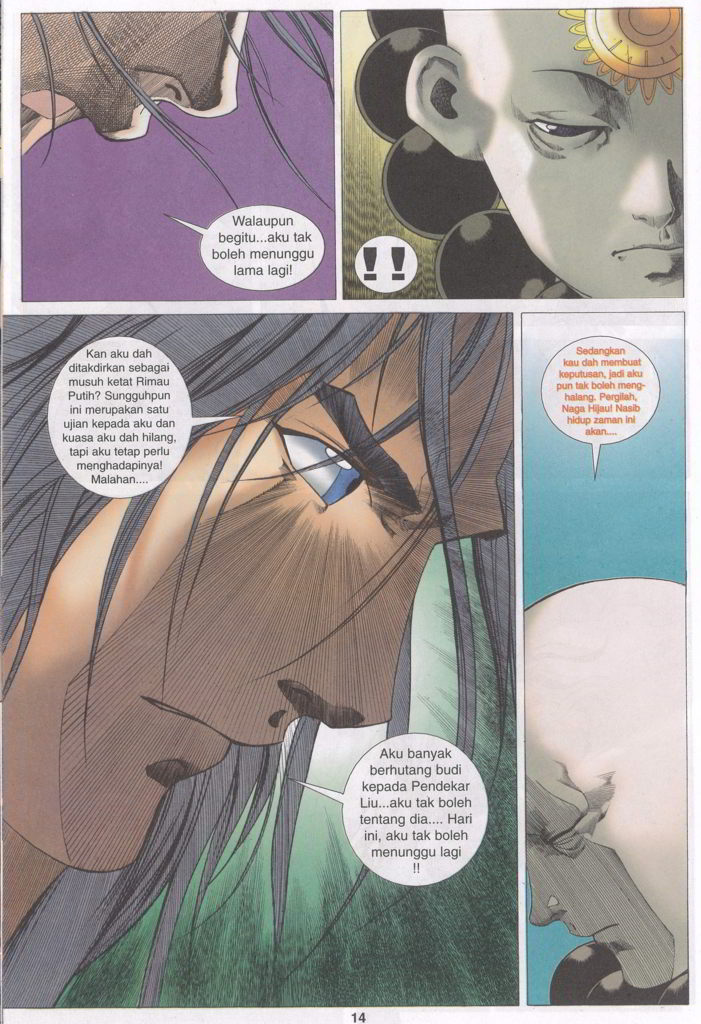 Walaupun
begitu...aku tak
boleh menunggu
lama lagi!
!!
Kan aku dah
ditakdirkan sebagai
musuh ketat Rimau
Putih? Sungguhpun
ini merupakan satu
ujian kepada aku dan
kuasa aku dah hilang,
tapi aku tetap perlu
menghadapinya!
Malahan....
Aku banyak
berhutang budi
kepada Pendekar
Liu...aku tak boleh
tentang dia.... Hari
ini, aku tak boleh
menunggu lagi
!!
Sedangkan
kau dah membuat
keputusan, jadi aku
pun tak boleh meng-
halang. Pergilah,
Naga Hijau! Nasib
hidup zaman ini
akan....
14